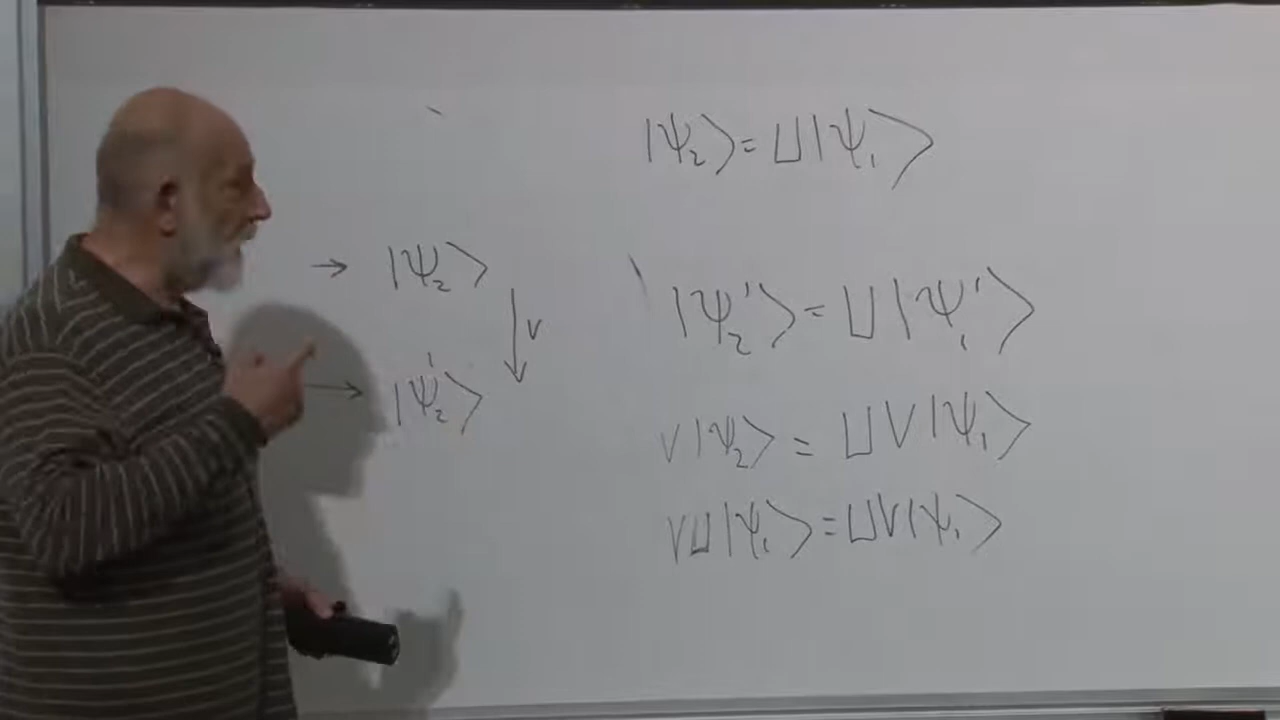 |ψ₂⟩ = U|ψ₁⟩
→ |ψ₂⟩
↓ V
→ |ψ₂'⟩
|ψ₂'⟩ = U|ψ₁'⟩
V|ψ₂⟩ = UV|ψ₁⟩
VU|ψ₁⟩ = UV|ψ₁⟩